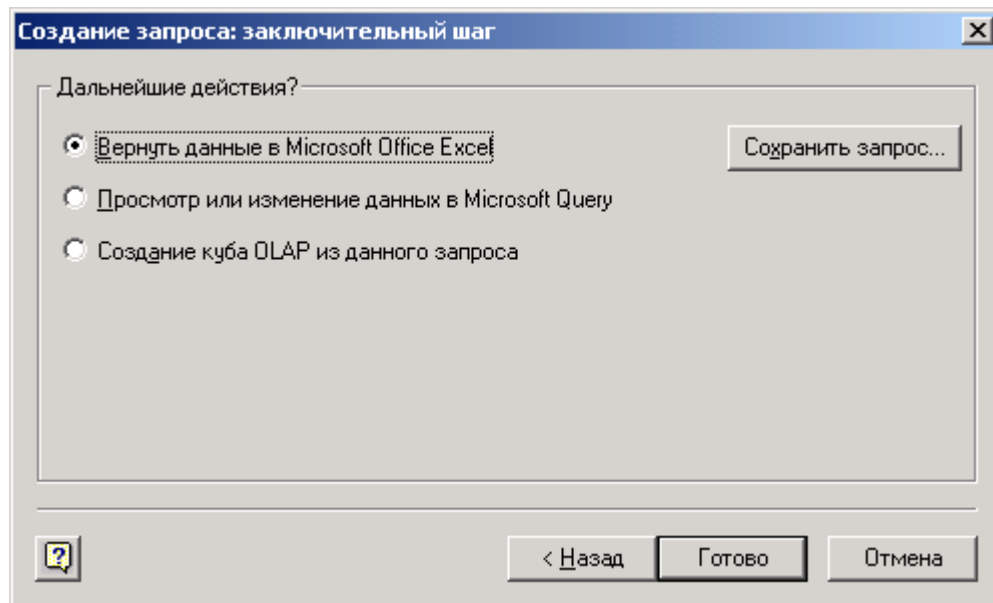 Создание запроса: заключительный шаг
Дальнейшие действия?
Вернуть данные в Microsoft Office Excel
Сохранить запрос...
Просмотр или изменение данных в Microsoft Query
Создание куба OLAP из данного запроса
< Назад
Готово
Отмена